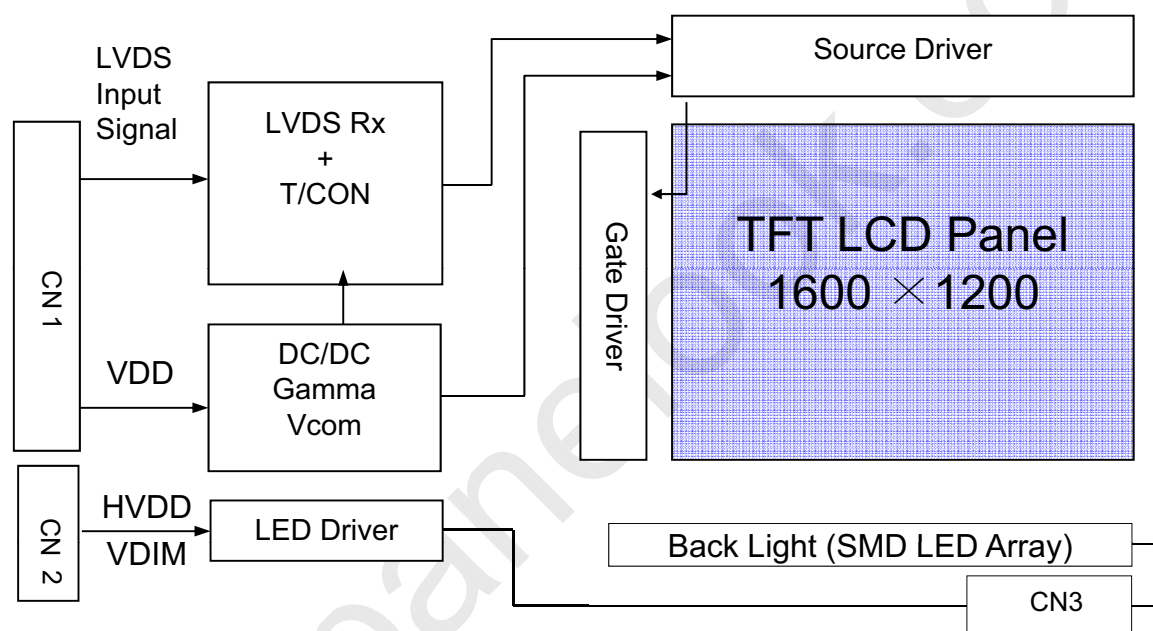 LVDS
Input
Signal
CN 1
VDD
LVDS Rx
+
T/CON
DC/DC
Gamma
Vcom
Source Driver
Gate Driver
TFT LCD Panel
1600 ×1200
CN 2
HVDD
VDIM
LED Driver
Back Light (SMD LED Array)
CN3
panelook.